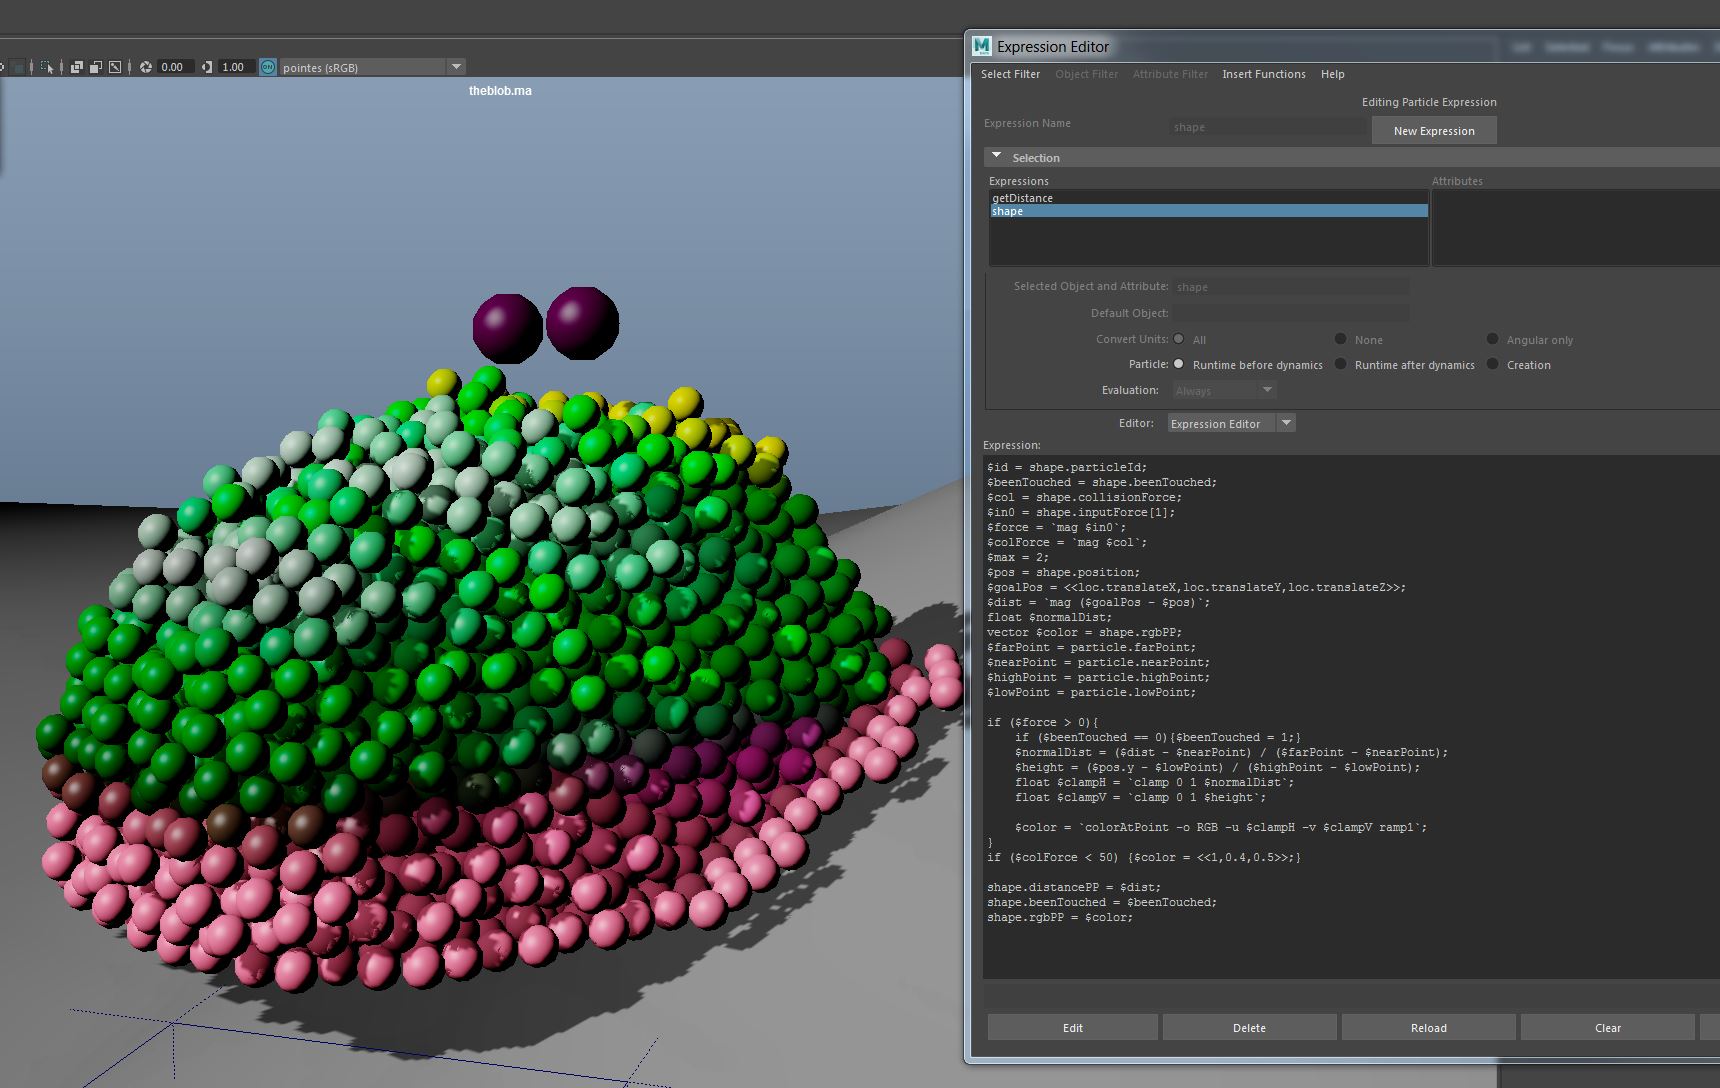 Expression Editor
0.00
1.00
ON
pointes (sRGB)
theblob.ma
Select Filter Object Filter Attribute Filter Insert Functions Help
Editing Particle Expression
Expression Name shape New Expression
Selection
Expressions Attributes
getDistance
shape
Selected Object and Attribute: shape
Default Object:
Convert Units: All None Angular only
Particle: Runtime before dynamics Runtime after dynamics Creation
Evaluation: Always
Editor: Expression Editor
Expression:
$id = shape.particleId;
$beenTouched = shape.beenTouched;
$col = shape.collisionForce;
$in0 = shape.inputForce[1];
$force = `mag $in0`;
$colForce = `mag $col`;
$max = 2;
$pos = shape.position;
$goalPos = <<loc.translateX,loc.translateY,loc.translateZ>>;
$dist = `mag ($goalPos - $pos)`;
float $normalDist;
vector $color = shape.rgbPP;
$farPoint = particle.farPoint;
$nearPoint = particle.nearPoint;
$highPoint = particle.highPoint;
$lowPoint = particle.lowPoint;
if ($force > 0){
if ($beenTouched == 0){$beenTouched = 1;}
$normalDist = ($dist - $nearPoint) / ($farPoint - $nearPoint);
$height = ($pos.y - $lowPoint) / ($highPoint - $lowPoint);
float $clampH = `clamp 0 1 $normalDist`;
float $clampV = `clamp 0 1 $height`;
$color = `colorAtPoint -o RGB -u $clampH -v $clampV ramp1`;
}
if ($colForce < 50) {$color = <<1,0.4,0.5>>;}
shape.distancePP = $dist;
shape.beenTouched = $beenTouched;
shape.rgbPP = $color;
Edit Delete Reload Clear